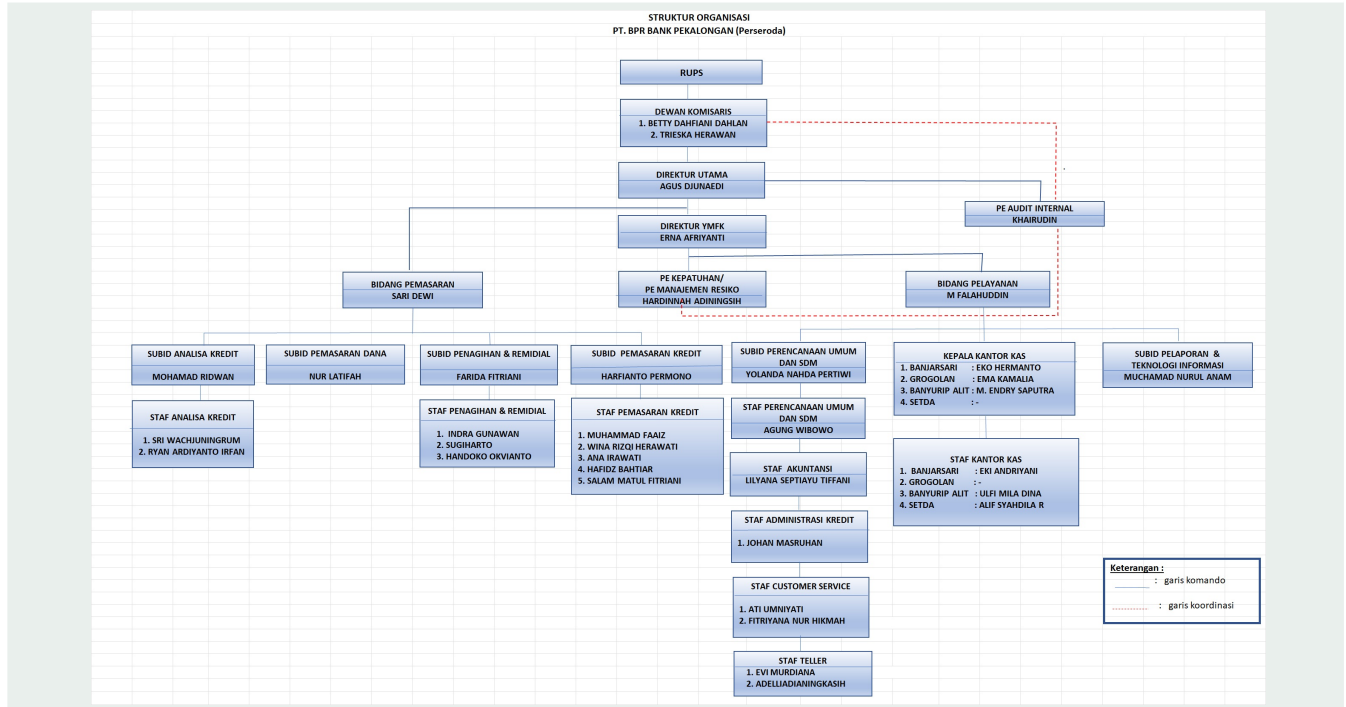 STRUKTUR ORGANISASI
PT. BPR BANK PEKALONGAN (Perseroda)
RUPS
DEWAN KOMISARIS
1. BETTY DAHFIANI DAHLAN
2. TRIESKA HERAWAN
DIREKTUR UTAMA
AGUS DJUNAEDI
PE AUDIT INTERNAL
KHAIRUDIN
DIREKTUR YMFK
ERNA AFRIYANTI
BIDANG PEMASARAN
SARI DEWI
PE KEPATUHAN/
PE MANAJEMEN RESIKO
HARDINNAH ADININGSIH
BIDANG PELAYANAN
M FALAHUDDIN
SUBID ANALISA KREDIT
MOHAMAD RIDWAN
SUBID PEMASARAN DANA
NUR LATIFAH
SUBID PENAGIHAN & REMIDIAL
FARIDA FITRIANI
SUBID PEMASARAN KREDIT
HARFIANTO PERMONO
SUBID PERENCANAAN UMUM
DAN SDM
YOLANDA NAHDA PERTIWI
KEPALA KANTOR KAS
1. BANJARSARI : EKO HERMANTO
2. GROGOLAN : EMA KAMALIA
3. BANYURIP ALIT : M. ENDRY SAPUTRA
4. SETDA : -
SUBID PELAPORAN &
TEKNOLOGI INFORMASI
MUCHAMAD NURUL ANAM
STAF ANALISA KREDIT
1. SRI WACHJUNINGRUM
2. RYAN ARDIYANTO IRFAN
STAF PENAGIHAN & REMIDIAL
1. INDRA GUNAWAN
2. SUGIHARTO
3. HANDOKO OKVIANTO
STAF PEMASARAN KREDIT
1. MUHAMMAD FAAIZ
2. WINA RIZQI HERAWATI
3. ANA IRAWATI
4. HAFIDZ BAHTIAR
5. SALAM MATUL FITRIANI
STAF PERENCANAAN UMUM
DAN SDM
AGUNG WIBOWO
STAF AKUNTANSI
LILYANA SEPTIAYU TIFFANI
STAF KANTOR KAS
1. BANJARSARI : EKI ANDRIYANI
2. GROGOLAN : -
3. BANYURIP ALIT : ULFI MILA DINA
4. SETDA : ALIF SYAHDILA R
STAF ADMINISTRASI KREDIT
1. JOHAN MASRUHAN
STAF CUSTOMER SERVICE
1. ATI UMNIYATI
2. FITRIYANA NUR HIKMAH
STAF TELLER
1. EVI MURDIANA
2. ADELLIADIANINGKASIH
Keterangan :
: garis komando
: garis koordinasi